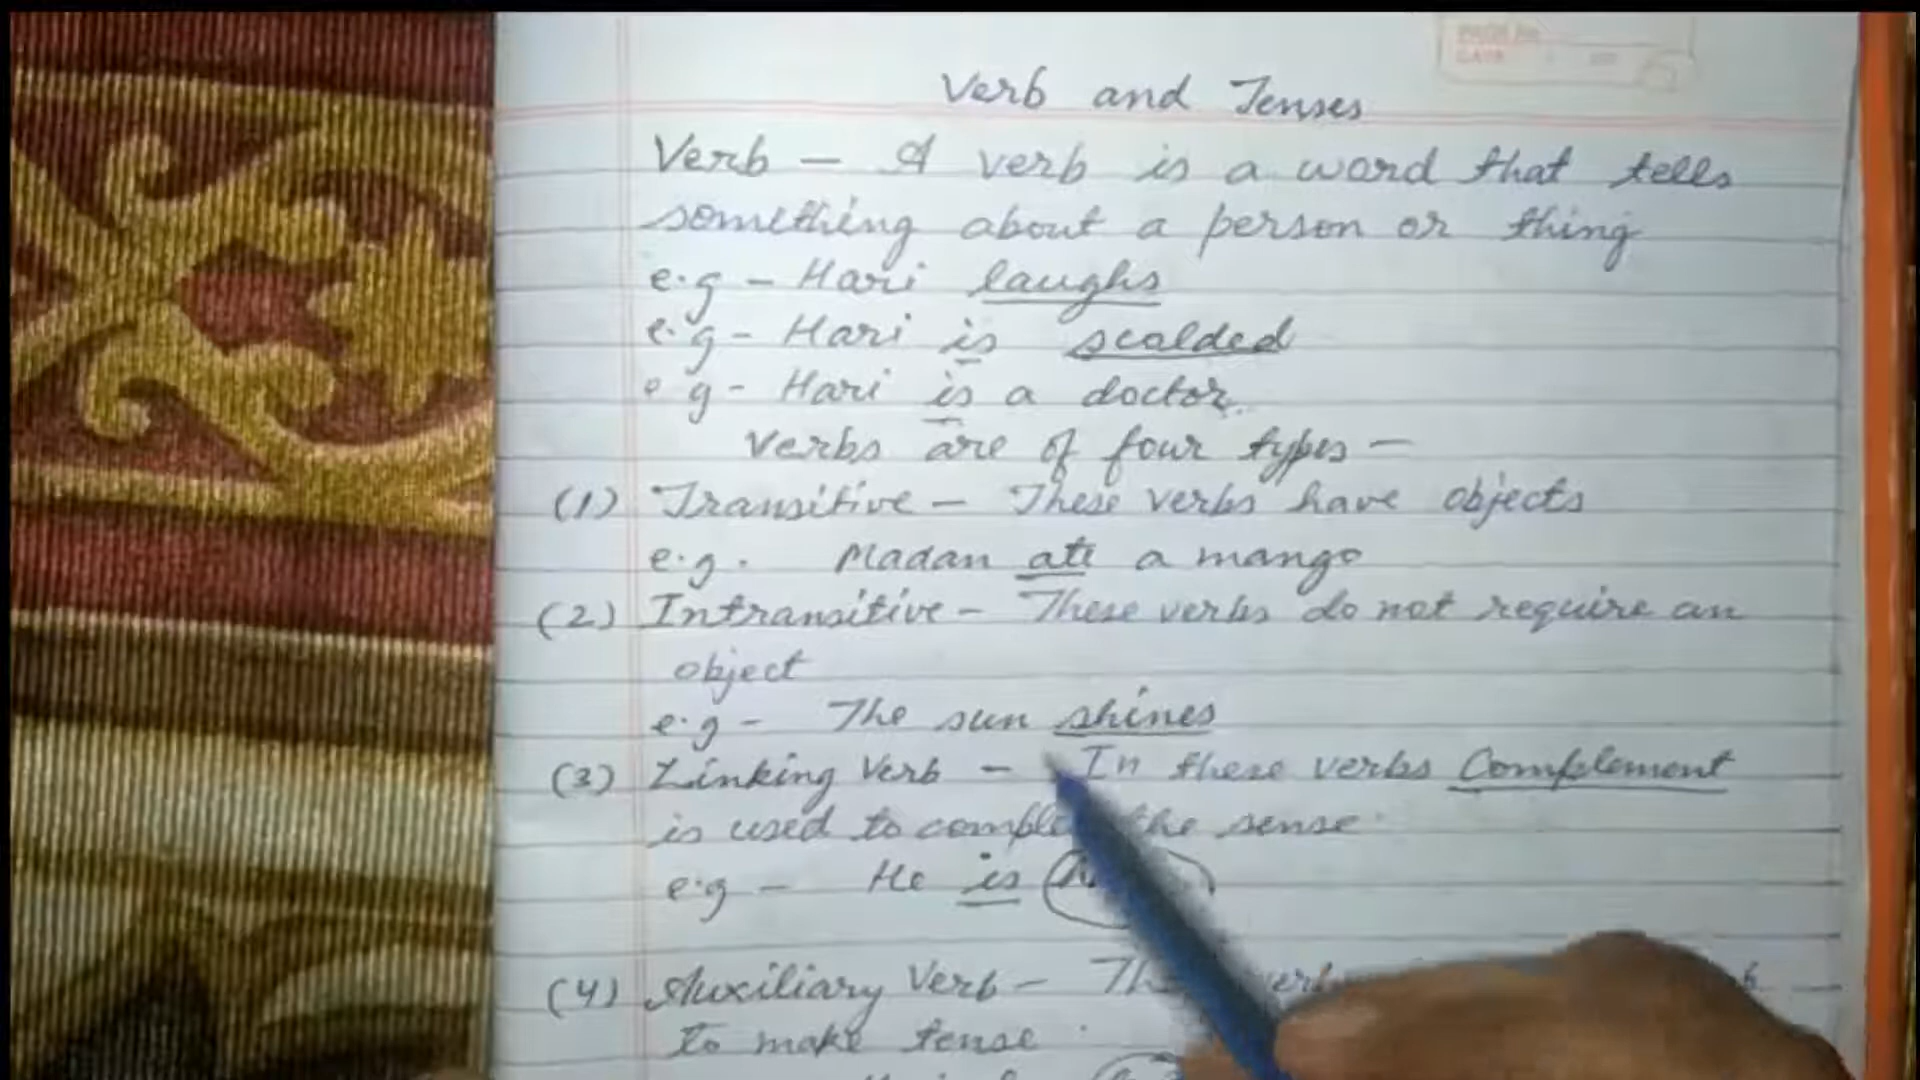 Verb and Tenses
Verb — A verb is a word that tells
something about a person or thing
e.g - Hari laughs
e.g - Hari is scalded
e g - Hari is a doctor.
Verbs are of four types —
(1) Transitive — These verbs have objects
e.g. Madan ate a mango
(2) Intransitive - These verbs do not require an
object
e.g - The sun shines
(3) Linking Verb - In these verbs Complement
is used to the sense.
e.g - He is
(4) Auxiliary Verb -
to make tense